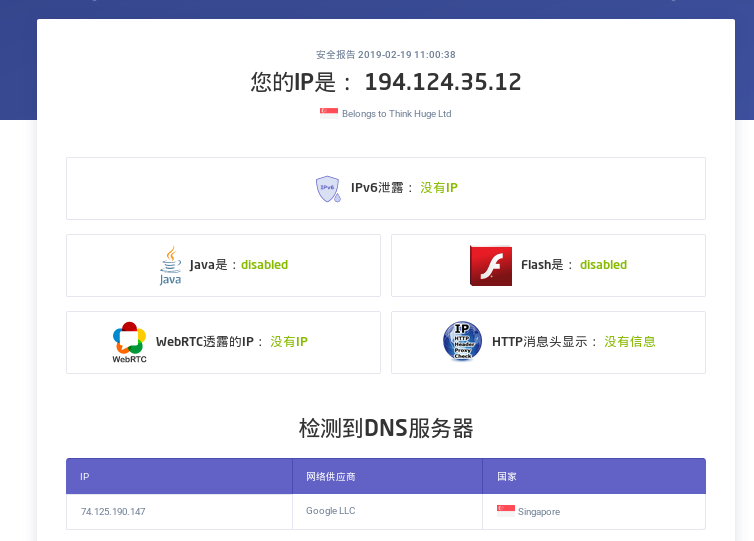 安全报告 2019-02-19 11:00:38
您的IP是： 194.124.35.12
Belongs to Think Huge Ltd
IPv6
IPv6泄露： 没有IP
Java
Java是：disabled
Flash是： disabled
WebRTC
WebRTC透露的IP： 没有IP
IP
HTTP
Header
Proxy
Check
HTTP消息头显示： 没有信息
检测到DNS服务器
IP 网络供应商 国家
74.125.190.147 Google LLC Singapore